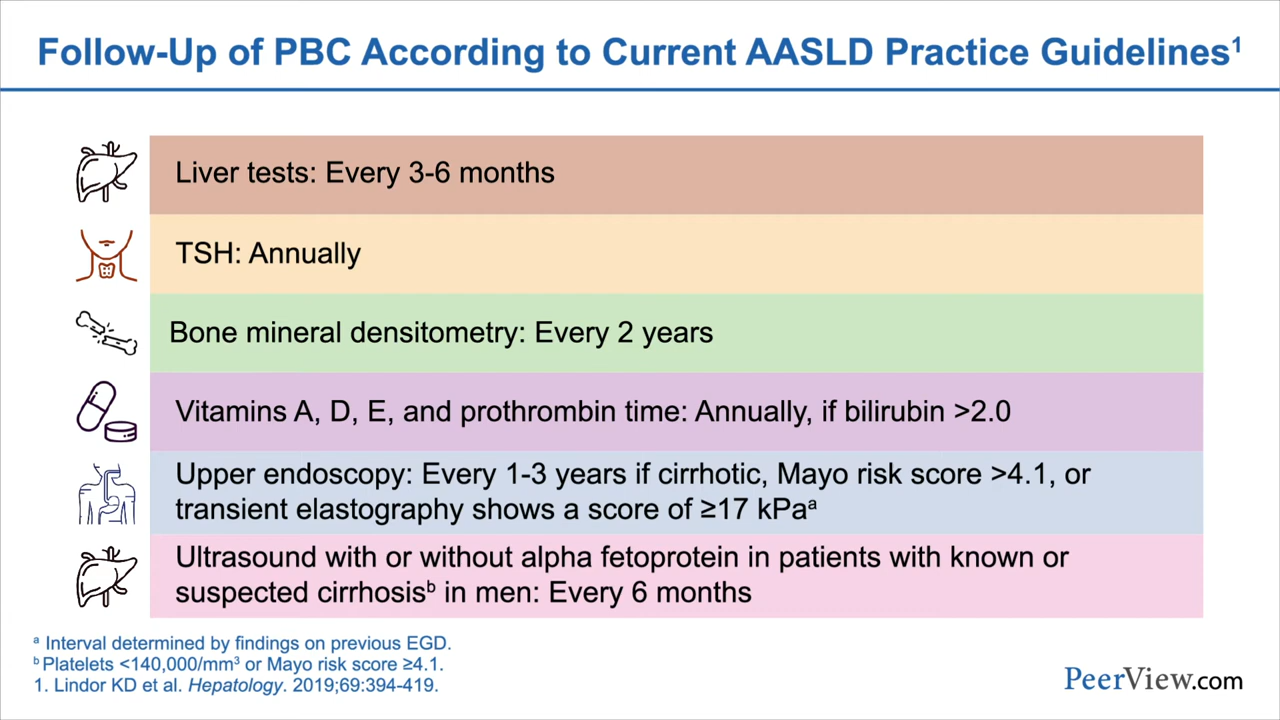 Follow-Up of PBC According to Current AASLD Practice Guidelines¹
Liver tests: Every 3-6 months
TSH: Annually
Bone mineral densitometry: Every 2 years
Vitamins A, D, E, and prothrombin time: Annually, if bilirubin >2.0
Upper endoscopy: Every 1-3 years if cirrhotic, Mayo risk score >4.1, or
transient elastography shows a score of ≥17 kPaᵃ
Ultrasound with or without alpha fetoprotein in patients with known or
suspected cirrhosisᵇ in men: Every 6 months
ᵃ Interval determined by findings on previous EGD.
ᵇ Platelets <140,000/mm³ or Mayo risk score ≥4.1.
1. Lindor KD et al. Hepatology. 2019;69:394-419.
PeerView.com